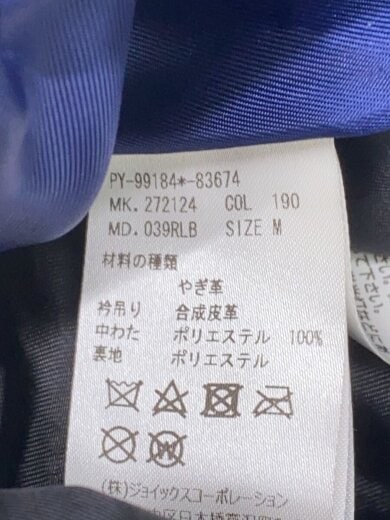 PY-99184*-83674
MK. 272124 COL 190
MD. 039RLB SIZE M
材料の種類
やぎ革
衿吊り 合成皮革
中わた ポリエステル 100%
裏地 ポリエステル
(株)ジョイックスコーポレーション